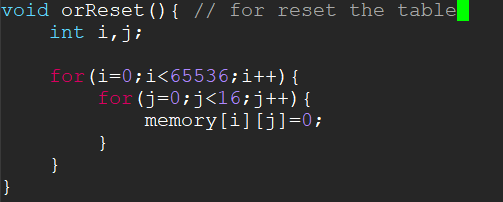 void orReset(){ // for reset the table
    int i,j;

    for(i=0;i<65536;i++){
        for(j=0;j<16;j++){
            memory[i][j]=0;
        }
    }
}